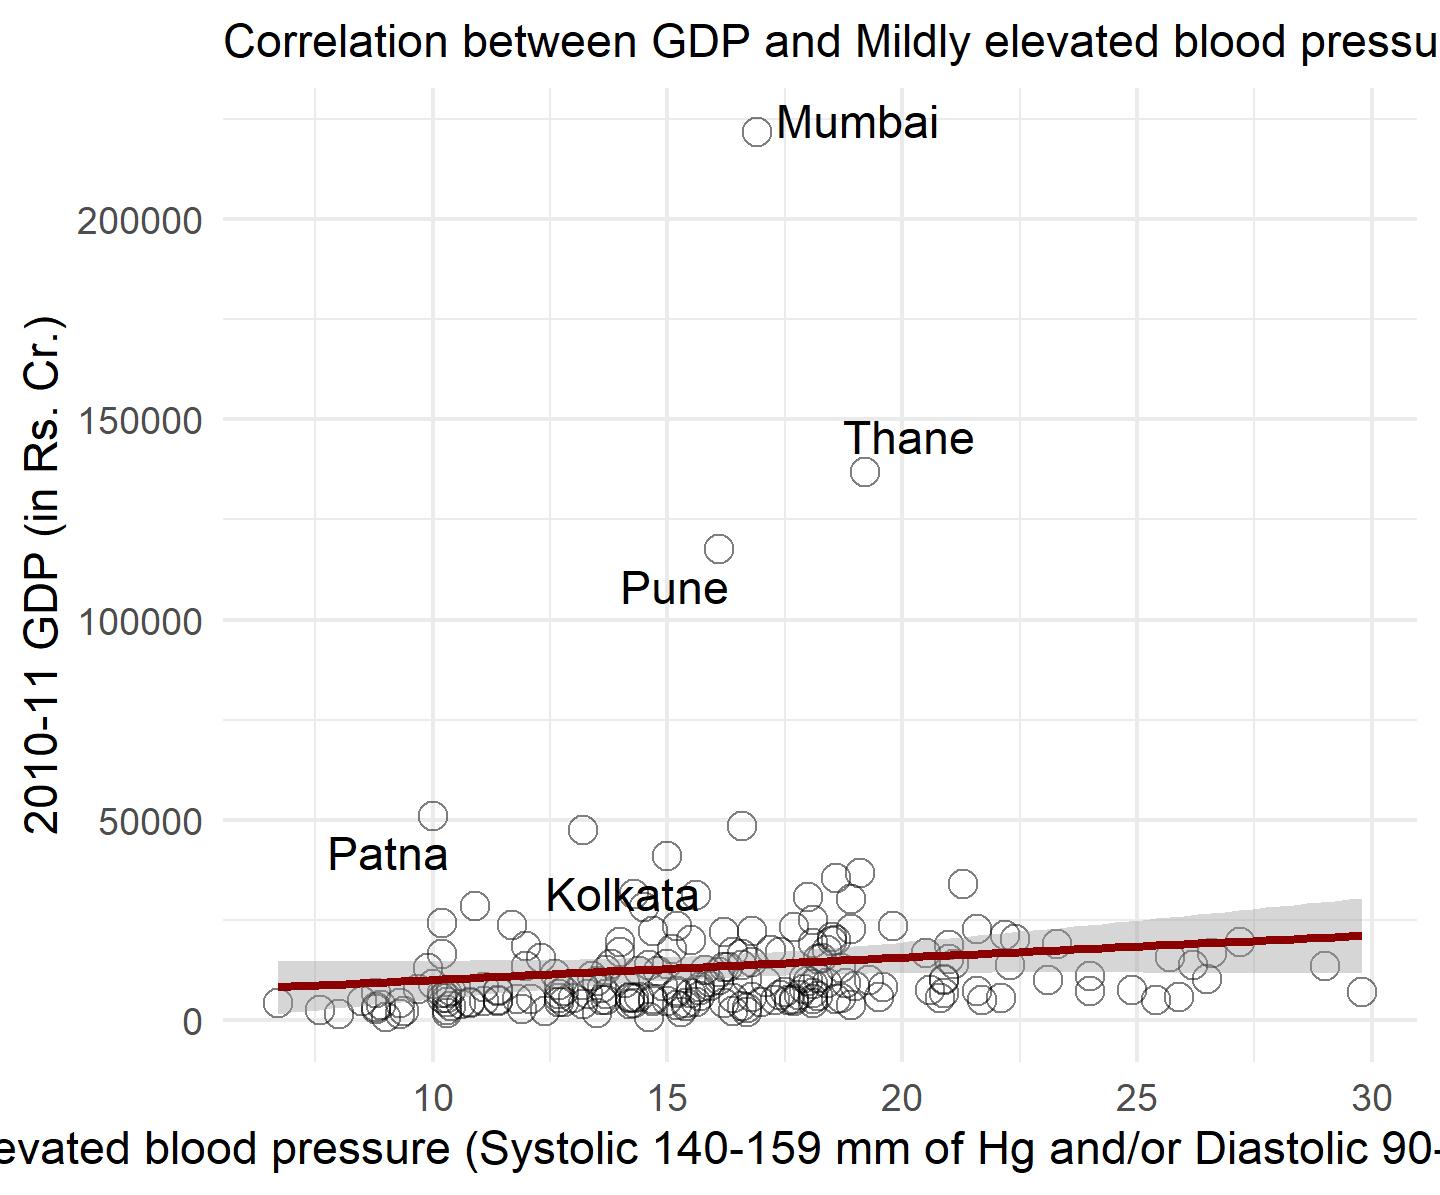 Correlation between GDP and Mildly elevated blood pressu
Mumbai
200000
Thane
150000
Pune
100000
2010-11 GDP (in Rs. Cr.)
50000
Patna
Kolkata
0
10 15 20 25 30
evated blood pressure (Systolic 140-159 mm of Hg and/or Diastolic 90-